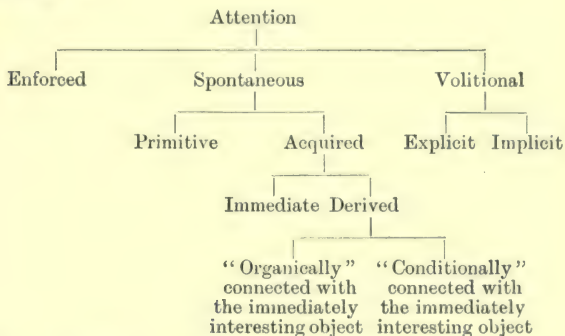 Attention
Enforced Spontaneous Volitional
Primitive Acquired Explicit Implicit
Immediate Derived
“Organically” “Conditionally”
connected with connected with
the immediately the immediately
interesting object interesting object